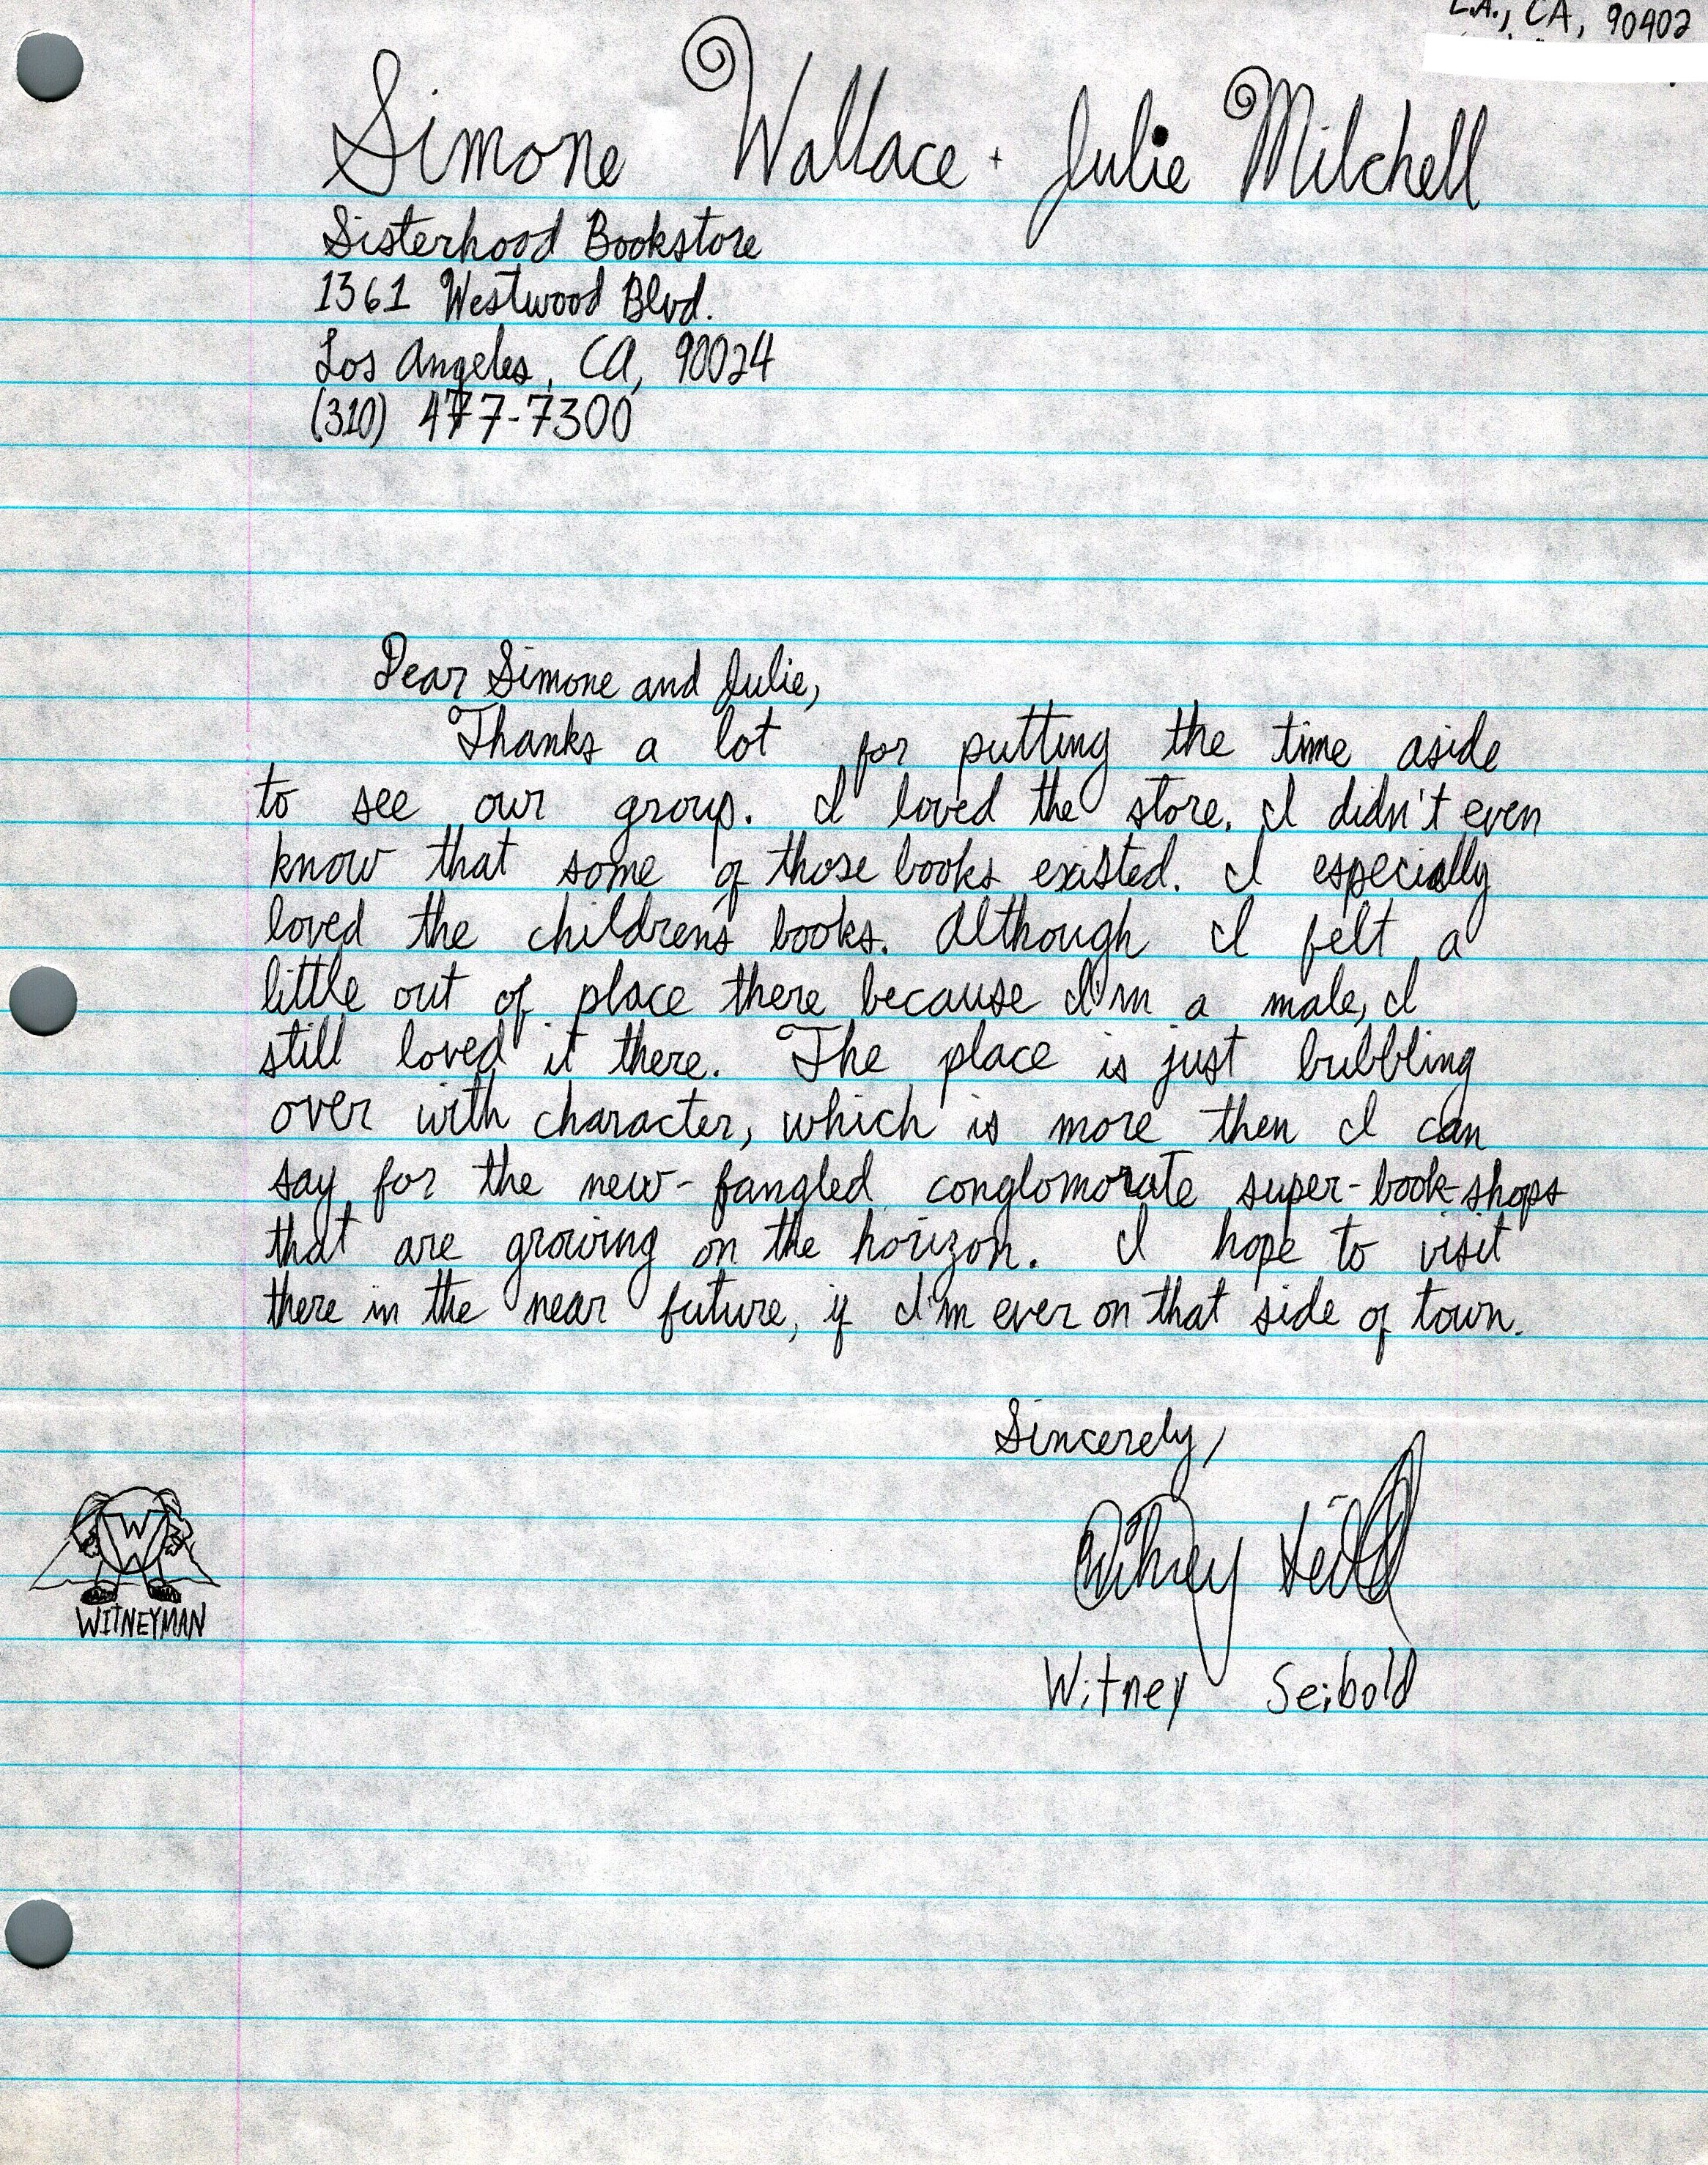 L.A., CA, 90402
Simone Wallace + Julie Mitchell
Sisterhood Bookstore
1361 Westwood Blvd.
Los Angeles, CA, 90024
(310) 477-7300
Dear Simone and Julie,
Thanks a lot for putting the time aside
to see our group. I loved the store. I didn't even
know that some of those books existed. I especially
loved the childrens books. Although I felt a
little out of place there because I'm a male, I
still loved it there. The place is just bubbling
over with character, which is more then I can
say for the new-fangled conglomorate super-book-shops
that are growing on the horizon. I hope to visit
there in the near future, if I'm ever on that side of town.
Sincerely,
Witney Seibold
W
WITNEYMAN
Witney Seibold